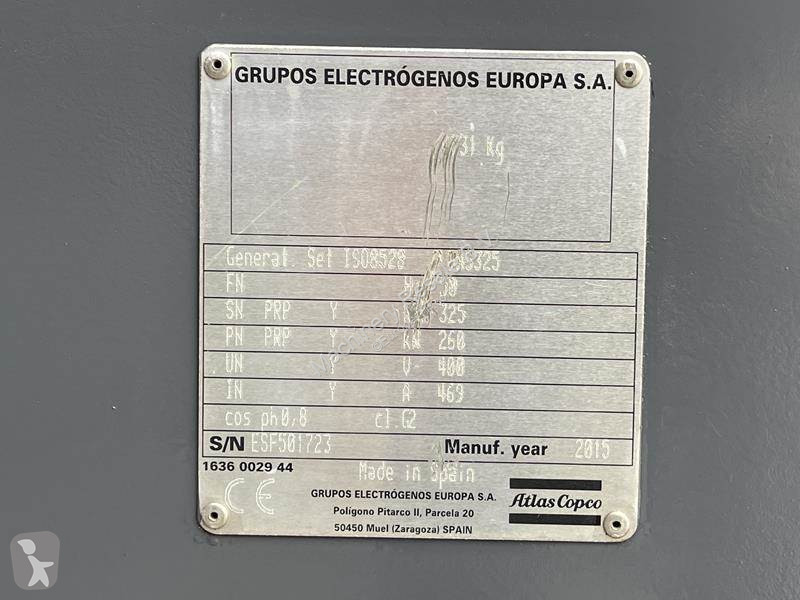 GRUPOS ELECTRÓGENOS EUROPA S.A.
Kg
General. Set ISO8528
FN
SN PRP Y 325
PN PRP Y KW 260
UN Y V~ 400
IN Y A 469
cos ph0,8 cl.G2
S/N ESF501723 Manuf. year 2015
1636 0029 44
Made in Spain
CE
GRUPOS ELECTRÓGENOS EUROPA S.A.
Polígono Pitarco II, Parcela 20
50450 Muel (Zaragoza) SPAIN
Atlas Copco